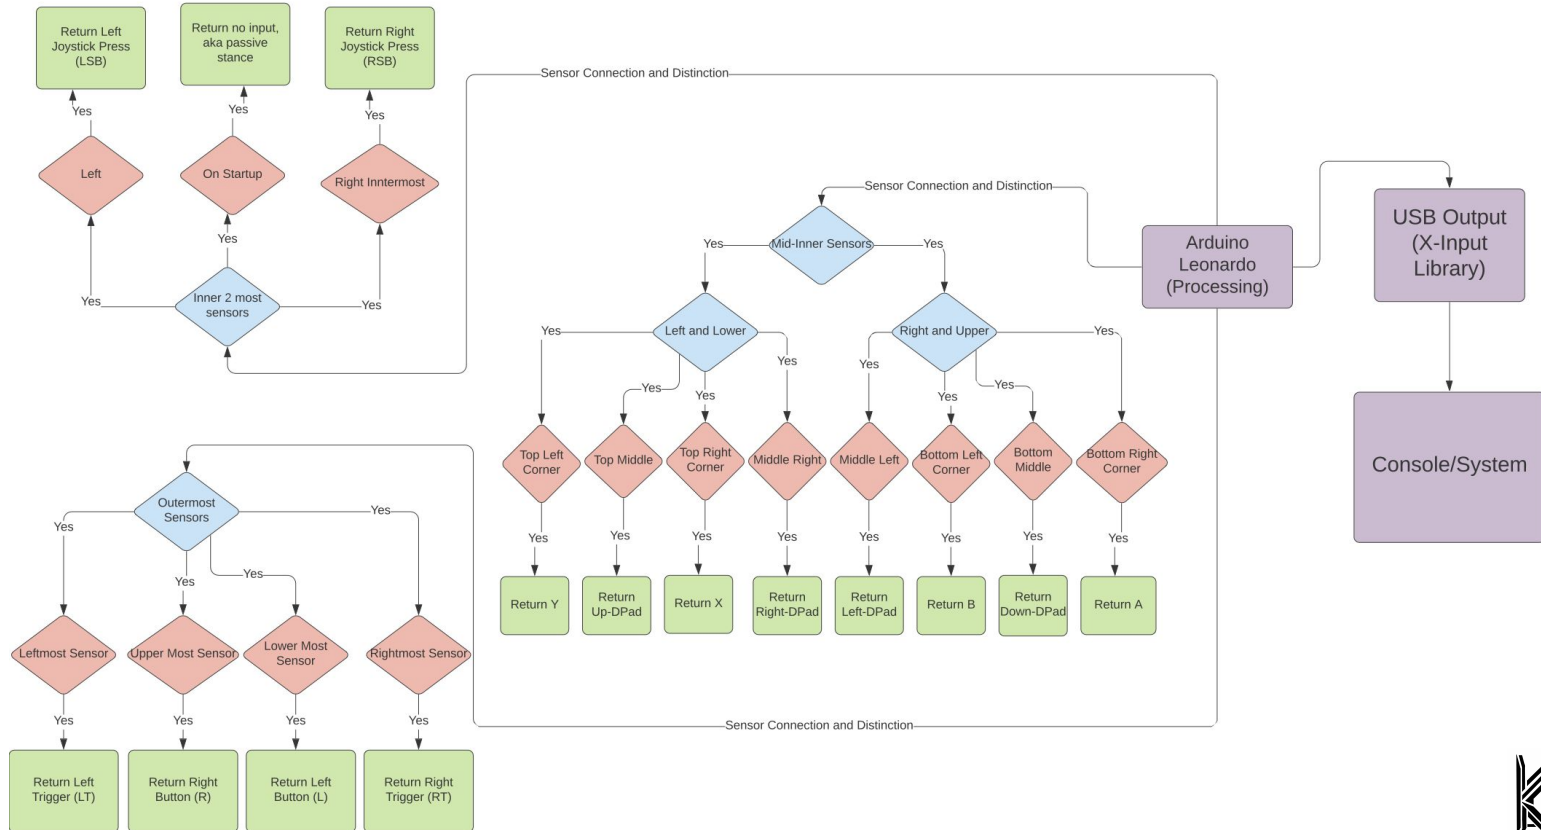 Return Left
Joystick Press
(LSB)
Return no input,
aka passive
stance
Return Right
Joystick Press
(RSB)
Yes
Yes
Yes
Left
On Startup
Right Inntermost
Yes
Yes
Yes
Inner 2 most
sensors
Sensor Connection and Distinction
Sensor Connection and Distinction
Mid-Inner Sensors
Yes
Yes
Left and Lower
Right and Upper
Yes
Yes
Yes
Yes
Yes
Yes
Yes
Yes
Top Left
Corner
Top Middle
Top Right
Corner
Middle Right
Middle Left
Bottom Left
Corner
Bottom
Middle
Bottom Right
Corner
Yes
Yes
Yes
Yes
Yes
Yes
Yes
Yes
Return Y
Return
Up-DPad
Return X
Return
Right-DPad
Return
Left-DPad
Return B
Return
Down-DPad
Return A
Arduino
Leonardo
(Processing)
USB Output
(X-Input
Library)
Console/System
Outermost
Sensors
Yes
Yes
Yes
Yes
Leftmost Sensor
Upper Most Sensor
Lower Most
Sensor
Rightmost Sensor
Yes
Yes
Yes
Yes
Return Left
Trigger (LT)
Return Right
Button (R)
Return Left
Button (L)
Return Right
Trigger (RT)
Sensor Connection and Distinction